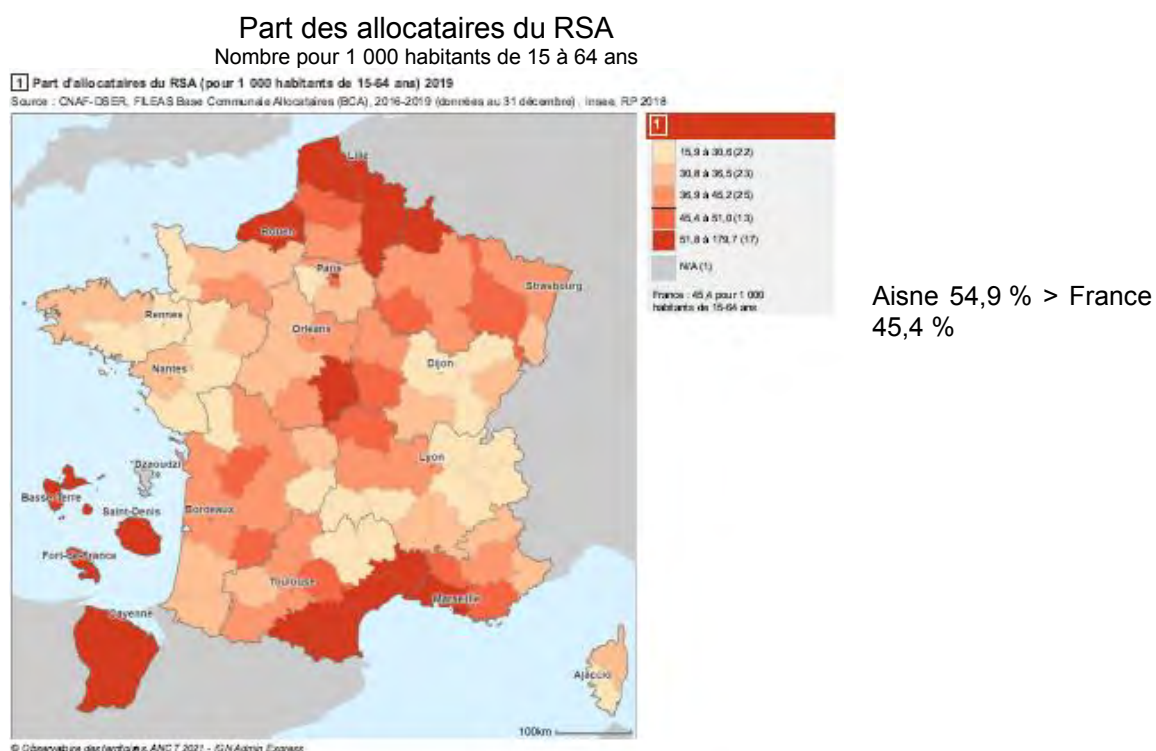 Part des allocataires du RSA
Nombre pour 1 000 habitants de 15 à 64 ans
1 Part d'allocataires du RSA (pour 1 000 habitants de 15-64 ans) 2019
Source : CNAF-DSER, FILEAS Base Communale Allocataires (BCA), 2016-2019 (données au 31 décembre) , Insee, RP 2018
1
15,9 à 30,6 (22)
30,8 à 36,5 (23)
36,9 à 45,2 (25)
45,4 à 51,0 (13)
51,8 à 179,7 (17)
N/A (1)
France : 45,4 pour 1 000
habitants de 15-64 ans
Aisne 54,9 % > France
45,4 %
Lille
Rouen
Paris
Strasbourg
Rennes
Orléans
Nantes
Dijon
Lyon
Dzaoudzi
Basse-Terre
Saint-Denis
Bordeaux
Fort-de-France
Toulouse
Marseille
Cayenne
Ajaccio
100km
© Observatoire des territoires, ANCT 2021 - IGN Admin Express